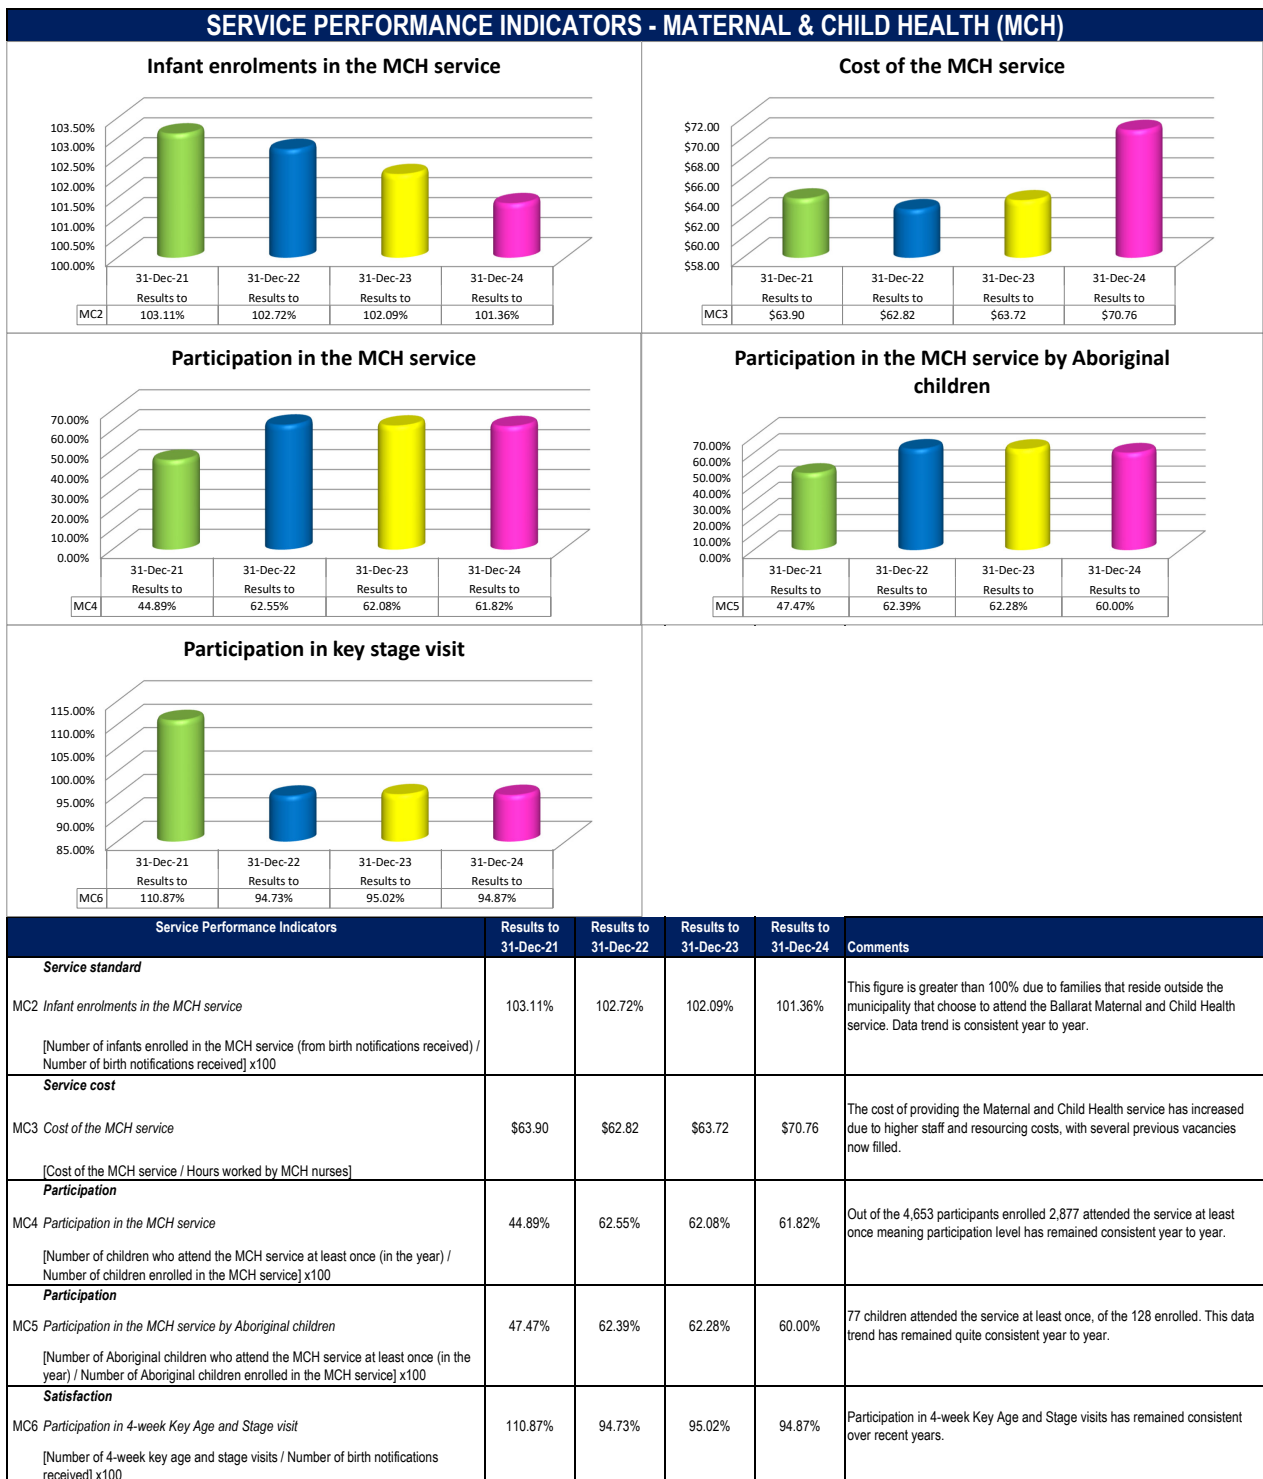 SERVICE PERFORMANCE INDICATORS - MATERNAL & CHILD HEALTH (MCH)
Infant enrolments in the MCH service
103.50%
103.00%
102.50%
102.00%
101.50%
101.00%
100.50%
100.00%
31-Dec-21 31-Dec-22 31-Dec-23 31-Dec-24
Results to Results to Results to Results to
MC2 103.11% 102.72% 102.09% 101.36%
Cost of the MCH service
$72.00
$70.00
$68.00
$66.00
$64.00
$62.00
$60.00
$58.00
31-Dec-21 31-Dec-22 31-Dec-23 31-Dec-24
Results to Results to Results to Results to
MC3 $63.90 $62.82 $63.72 $70.76
Participation in the MCH service
70.00%
60.00%
50.00%
40.00%
30.00%
20.00%
10.00%
0.00%
31-Dec-21 31-Dec-22 31-Dec-23 31-Dec-24
Results to Results to Results to Results to
MC4 44.89% 62.55% 62.08% 61.82%
Participation in the MCH service by Aboriginal
children
70.00%
60.00%
50.00%
40.00%
30.00%
20.00%
10.00%
0.00%
31-Dec-21 31-Dec-22 31-Dec-23 31-Dec-24
Results to Results to Results to Results to
MC5 47.47% 62.39% 62.28% 60.00%
Participation in key stage visit
115.00%
110.00%
105.00%
100.00%
95.00%
90.00%
85.00%
31-Dec-21 31-Dec-22 31-Dec-23 31-Dec-24
Results to Results to Results to Results to
MC6 110.87% 94.73% 95.02% 94.87%
Service Performance Indicators Results to Results to Results to Results to
31-Dec-21 31-Dec-22 31-Dec-23 31-Dec-24 Comments
Service standard
MC2 Infant enrolments in the MCH service 103.11% 102.72% 102.09% 101.36%
This figure is greater than 100% due to families that reside outside the
municipality that choose to attend the Ballarat Maternal and Child Health
service. Data trend is consistent year to year.
[Number of infants enrolled in the MCH service (from birth notifications received) /
Number of birth notifications received] x100
Service cost
MC3 Cost of the MCH service $63.90 $62.82 $63.72 $70.76
The cost of providing the Maternal and Child Health service has increased
due to higher staff and resourcing costs, with several previous vacancies
now filled.
[Cost of the MCH service / Hours worked by MCH nurses]
Participation
MC4 Participation in the MCH service 44.89% 62.55% 62.08% 61.82%
Out of the 4,653 participants enrolled 2,877 attended the service at least
once meaning participation level has remained consistent year to year.
[Number of children who attend the MCH service at least once (in the year) /
Number of children enrolled in the MCH service] x100
Participation
MC5 Participation in the MCH service by Aboriginal children 47.47% 62.39% 62.28% 60.00%
77 children attended the service at least once, of the 128 enrolled. This data
trend has remained quite consistent year to year.
[Number of Aboriginal children who attend the MCH service at least once (in the
year) / Number of Aboriginal children enrolled in the MCH service] x100
Satisfaction
MC6 Participation in 4-week Key Age and Stage visit 110.87% 94.73% 95.02% 94.87%
Participation in 4-week Key Age and Stage visits has remained consistent
over recent years.
[Number of 4-week key age and stage visits / Number of birth notifications
received] x100